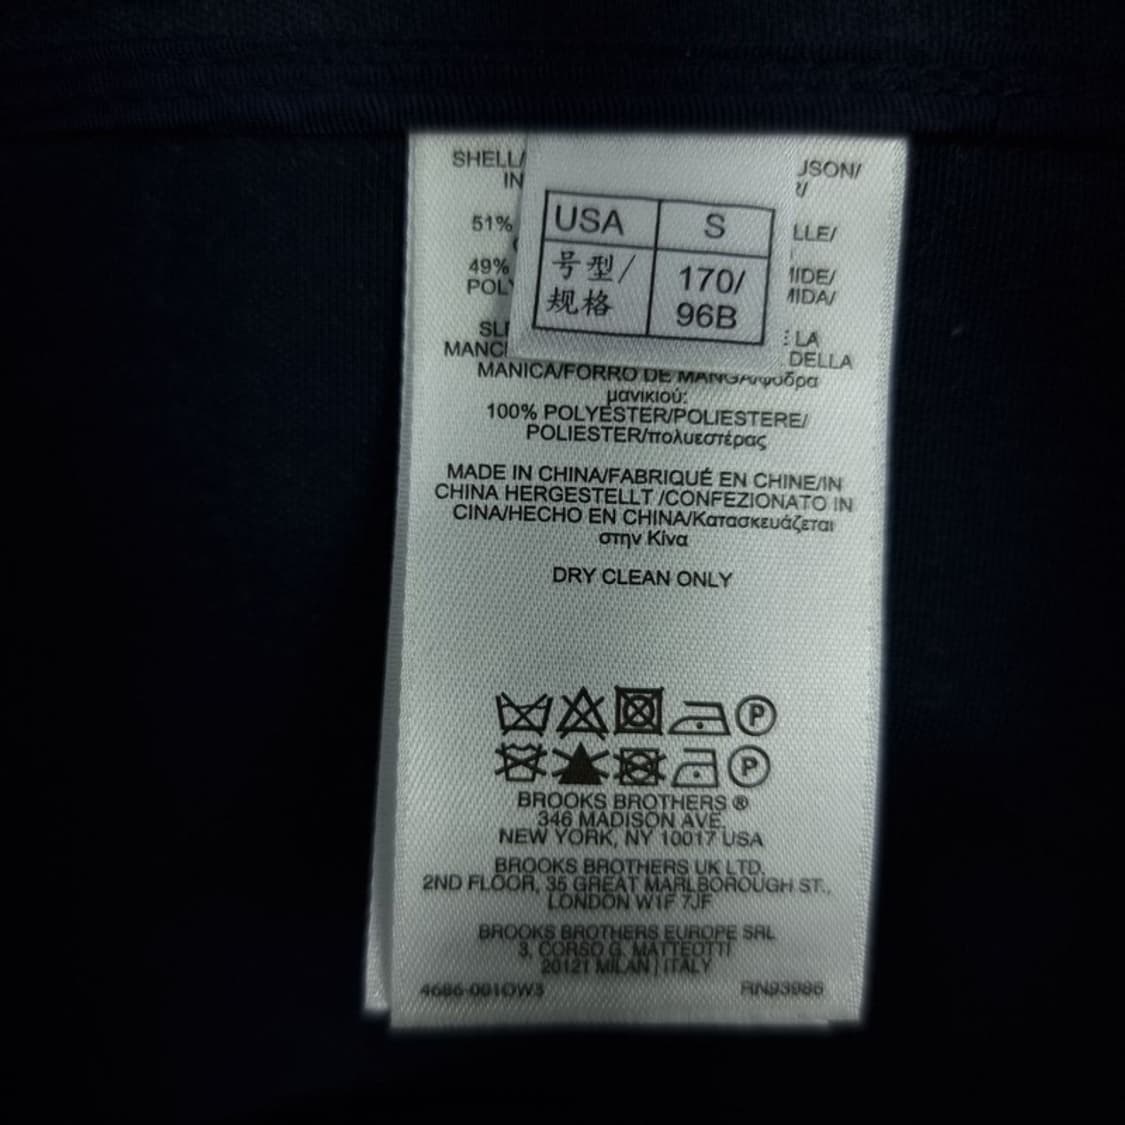 SHELL/
JSON/
IN
51%
LLE/
49%
MIDE/
POLY
MIDA/
USA S
号型/ 170/
规格 96B
LA
MANC
DELLA
MANICA/FORRO DE MANGA/φόδρα
μανικιού:
100% POLYESTER/POLIESTERE/
POLIESTER/πολυεστέρας
MADE IN CHINA/FABRIQUÉ EN CHINE/IN
CHINA HERGESTELLT /CONFEZIONATO IN
CINA/HECHO EN CHINA/Κατασκευάζεται
στην Κίνα
DRY CLEAN ONLY
P
P
BROOKS BROTHERS ®
346 MADISON AVE.
NEW YORK, NY 10017 USA
BROOKS BROTHERS UK LTD.
2ND FLOOR, 35 GREAT MARLBOROUGH ST.,
LONDON W1F 7JF
BROOKS BROTHERS EUROPE SRL
3, CORSO G. MATTEOTTI
20121 MILAN | ITALY
4686-001OW3 RN93986